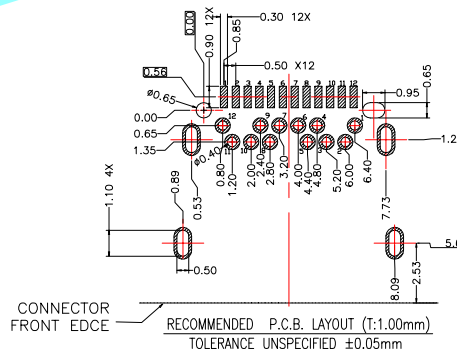 0.00
0.90 12X
0.30 12X
0.85
0.50 X12
0.56
1 2 3 4 5 6 7 8 9 10 11 12
ø0.65
0.95
0.65
0.00
0.65
1.35
12 9 7 6 4 1
ø0.40
11 10 8 5 3 2
1.2
1.10 4X
0.89
0.53
0.80
1.20
2.00
2.40
2.80
3.20
4.00
4.40
4.80
5.20
6.00
6.40
7.73
0.50
8.09
2.53
5.0
CONNECTOR
FRONT EDGE
RECOMMENDED P.C.B. LAYOUT (T:1.00mm)
TOLERANCE UNSPECIFIED ±0.05mm